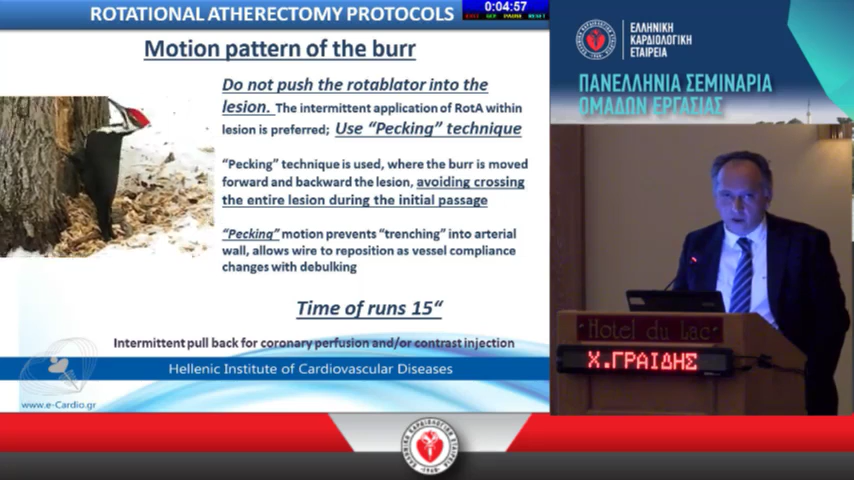 ROTATIONAL ATHERECTOMY PROTOCOLS
0:04:57
Motion pattern of the burr
Do not push the rotablator into the
lesion. The intermittent application of RotA within
lesion is preferred; Use “Pecking” technique
“Pecking” technique is used, where the burr is moved
forward and backward the lesion, avoiding crossing
the entire lesion during the initial passage
“Pecking” motion prevents “trenching” into arterial
wall, allows wire to reposition as vessel compliance
changes with debulking
Time of runs 15“
Intermittent pull back for coronary perfusion and/or contrast injection
Hellenic Institute of Cardiovascular Diseases
www.e-Cardio.gr
ΕΛΛΗΝΙΚΗ
ΚΑΡΔΙΟΛΟΓΙΚΗ
ΕΤΑΙΡΕΙΑ
ΠΑΝΕΛΛΗΝΙΑ ΣΕΜΙΝΑΡΙΑ
ΟΜΑΔΩΝ ΕΡΓΑΣΙΑΣ
Hotel du Lac
Χ.ΓΡΑΙΔΗΣ